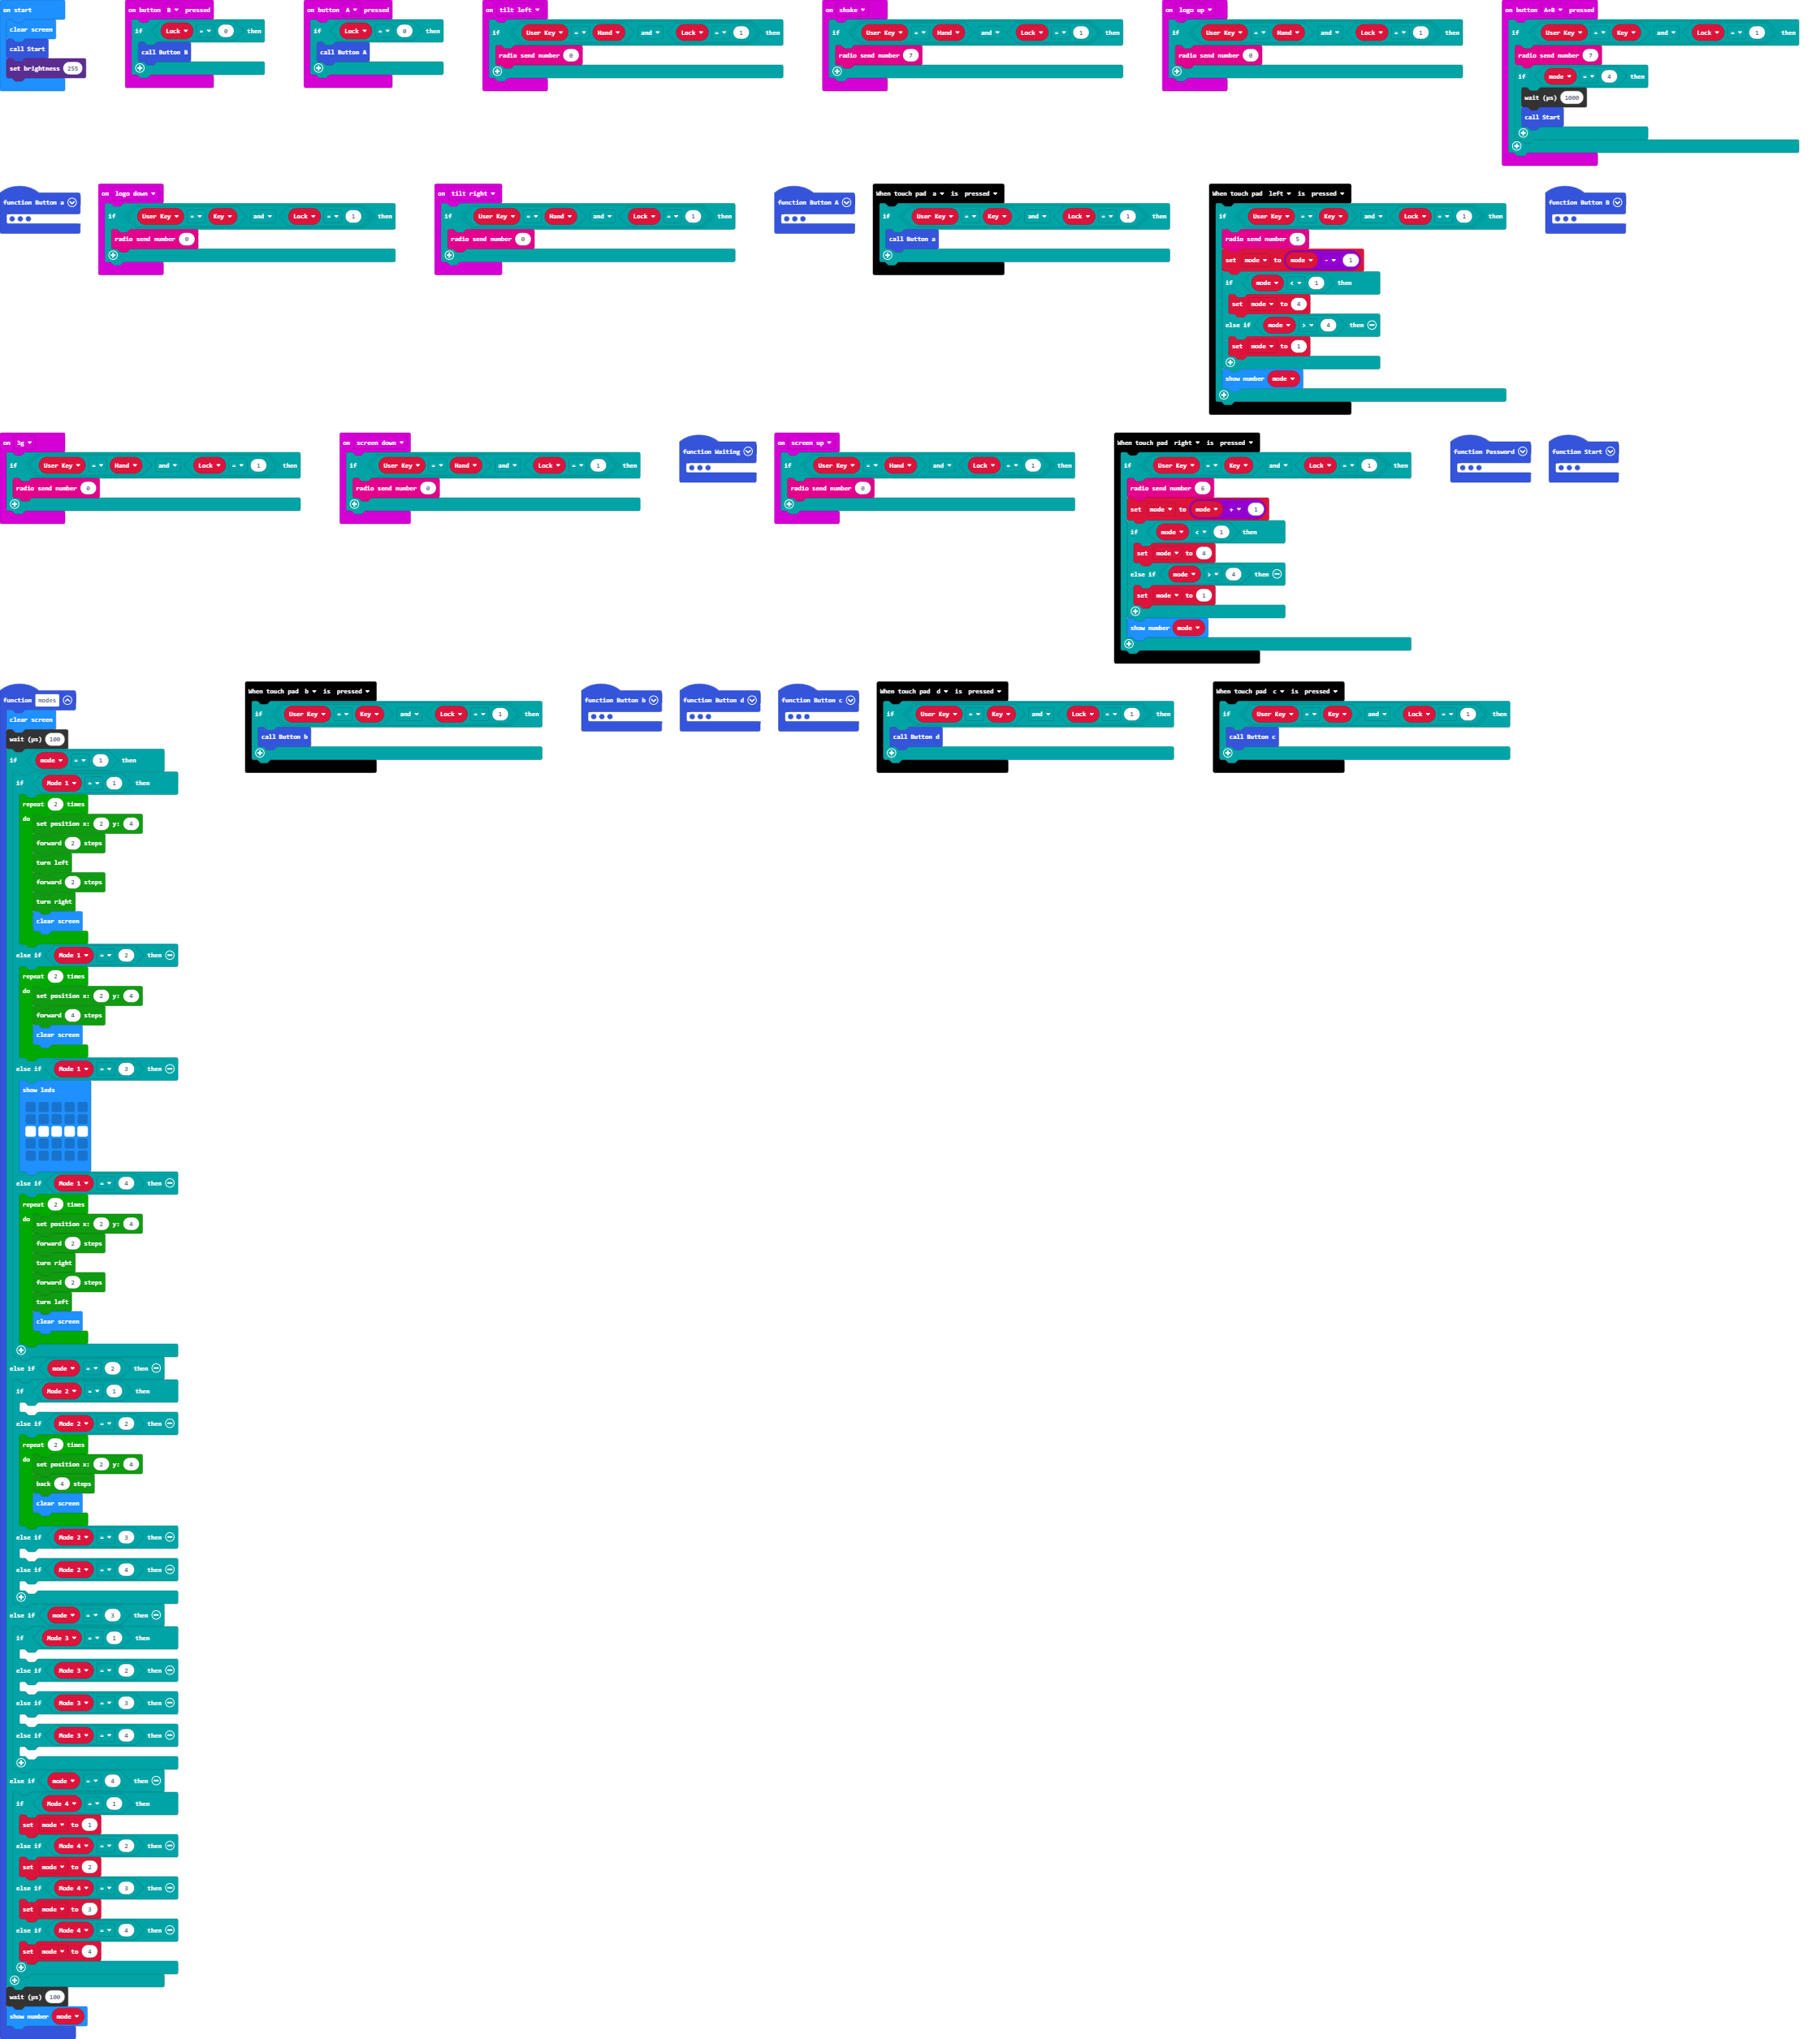 on start
clear screen
call Start
set brightness 255
on button B pressed
if Lock = 0 then
call Button B
on button A pressed
if Lock = 0 then
call Button A
on tilt left
if User Key = Hand and Lock = 1 then
radio send number 0
on shake
if User Key = Hand and Lock = 1 then
radio send number 7
on logo up
if User Key = Hand and Lock = 1 then
radio send number 0
on button A+B pressed
if User Key = Key and Lock = 1 then
radio send number 7
if mode = 4 then
wait (µs) 1000
call Start
function Button a
on logo down
if User Key = Key and Lock = 1 then
radio send number 0
on tilt right
if User Key = Hand and Lock = 1 then
radio send number 0
function Button A
When touch pad a is pressed
if User Key = Key and Lock = 1 then
call Button a
When touch pad left is pressed
if User Key = Key and Lock = 1 then
radio send number 5
set mode to mode - 1
if mode < 1 then
set mode to 4
else if mode > 4 then
set mode to 1
show number mode
function Button B
on 3g
if User Key = Hand and Lock = 1 then
radio send number 0
on screen down
if User Key = Hand and Lock = 1 then
radio send number 0
function Waiting
on screen up
if User Key = Hand and Lock = 1 then
radio send number 0
When touch pad right is pressed
if User Key = Key and Lock = 1 then
radio send number 6
set mode to mode + 1
if mode < 1 then
set mode to 4
else if mode > 4 then
set mode to 1
show number mode
function Password
function Start
function modes
clear screen
wait (µs) 100
if mode = 1 then
if Mode 1 = 1 then
repeat 2 times
do
set position x: 2 y: 4
forward 2 steps
turn left
forward 2 steps
turn right
clear screen
else if Mode 1 = 2 then
repeat 2 times
do
set position x: 2 y: 4
forward 4 steps
clear screen
else if Mode 1 = 3 then
show leds
else if Mode 1 = 4 then
repeat 2 times
do
set position x: 2 y: 4
forward 2 steps
turn right
forward 2 steps
turn left
clear screen
else if mode = 2 then
if Mode 2 = 1 then
else if Mode 2 = 2 then
repeat 2 times
do
set position x: 2 y: 4
back 4 steps
clear screen
else if Mode 2 = 3 then
else if Mode 2 = 4 then
else if mode = 3 then
if Mode 3 = 1 then
else if Mode 3 = 2 then
else if Mode 3 = 3 then
else if Mode 3 = 4 then
else if mode = 4 then
if Mode 4 = 1 then
set mode to 1
else if Mode 4 = 2 then
set mode to 2
else if Mode 4 = 3 then
set mode to 3
else if Mode 4 = 4 then
set mode to 4
wait (µs) 100
show number mode
When touch pad b is pressed
if User Key = Key and Lock = 1 then
call Button b
function Button b
function Button d
function Button c
When touch pad d is pressed
if User Key = Key and Lock = 1 then
call Button d
When touch pad c is pressed
if User Key = Key and Lock = 1 then
call Button c